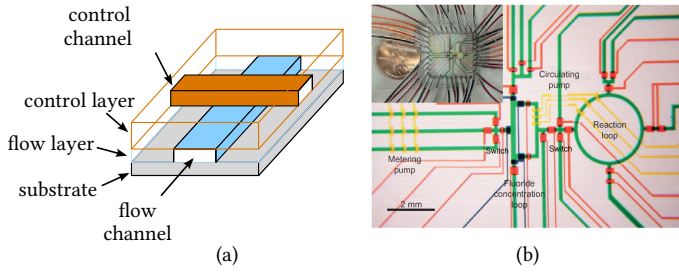 control
channel
control layer
flow layer
substrate
flow
channel
(a)
Circulating
pump
Reaction
loop
Switch
Switch
Metering
pump
Fluoride
concentration
loop
2 mm
(b)